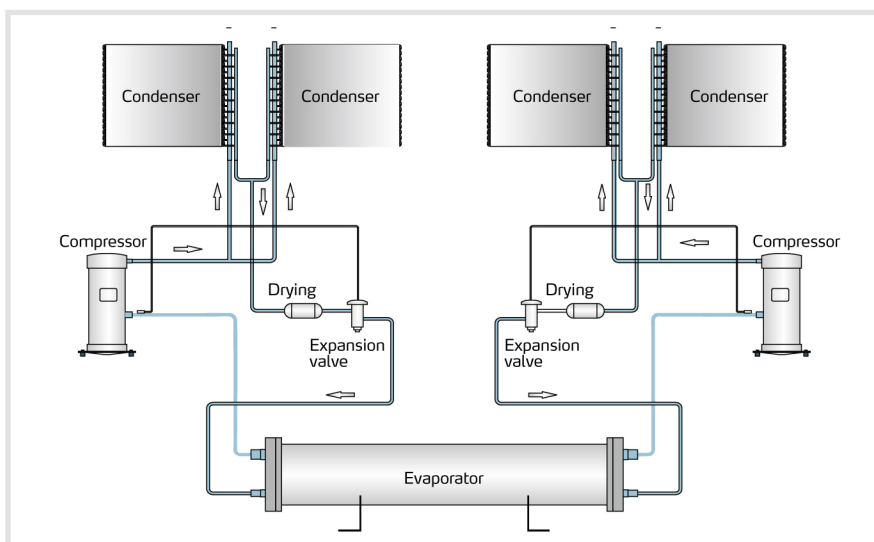 Condenser
Condenser
Condenser
Condenser
Compressor
Compressor
Drying
Drying
Expansion
valve
Expansion
valve
Evaporator